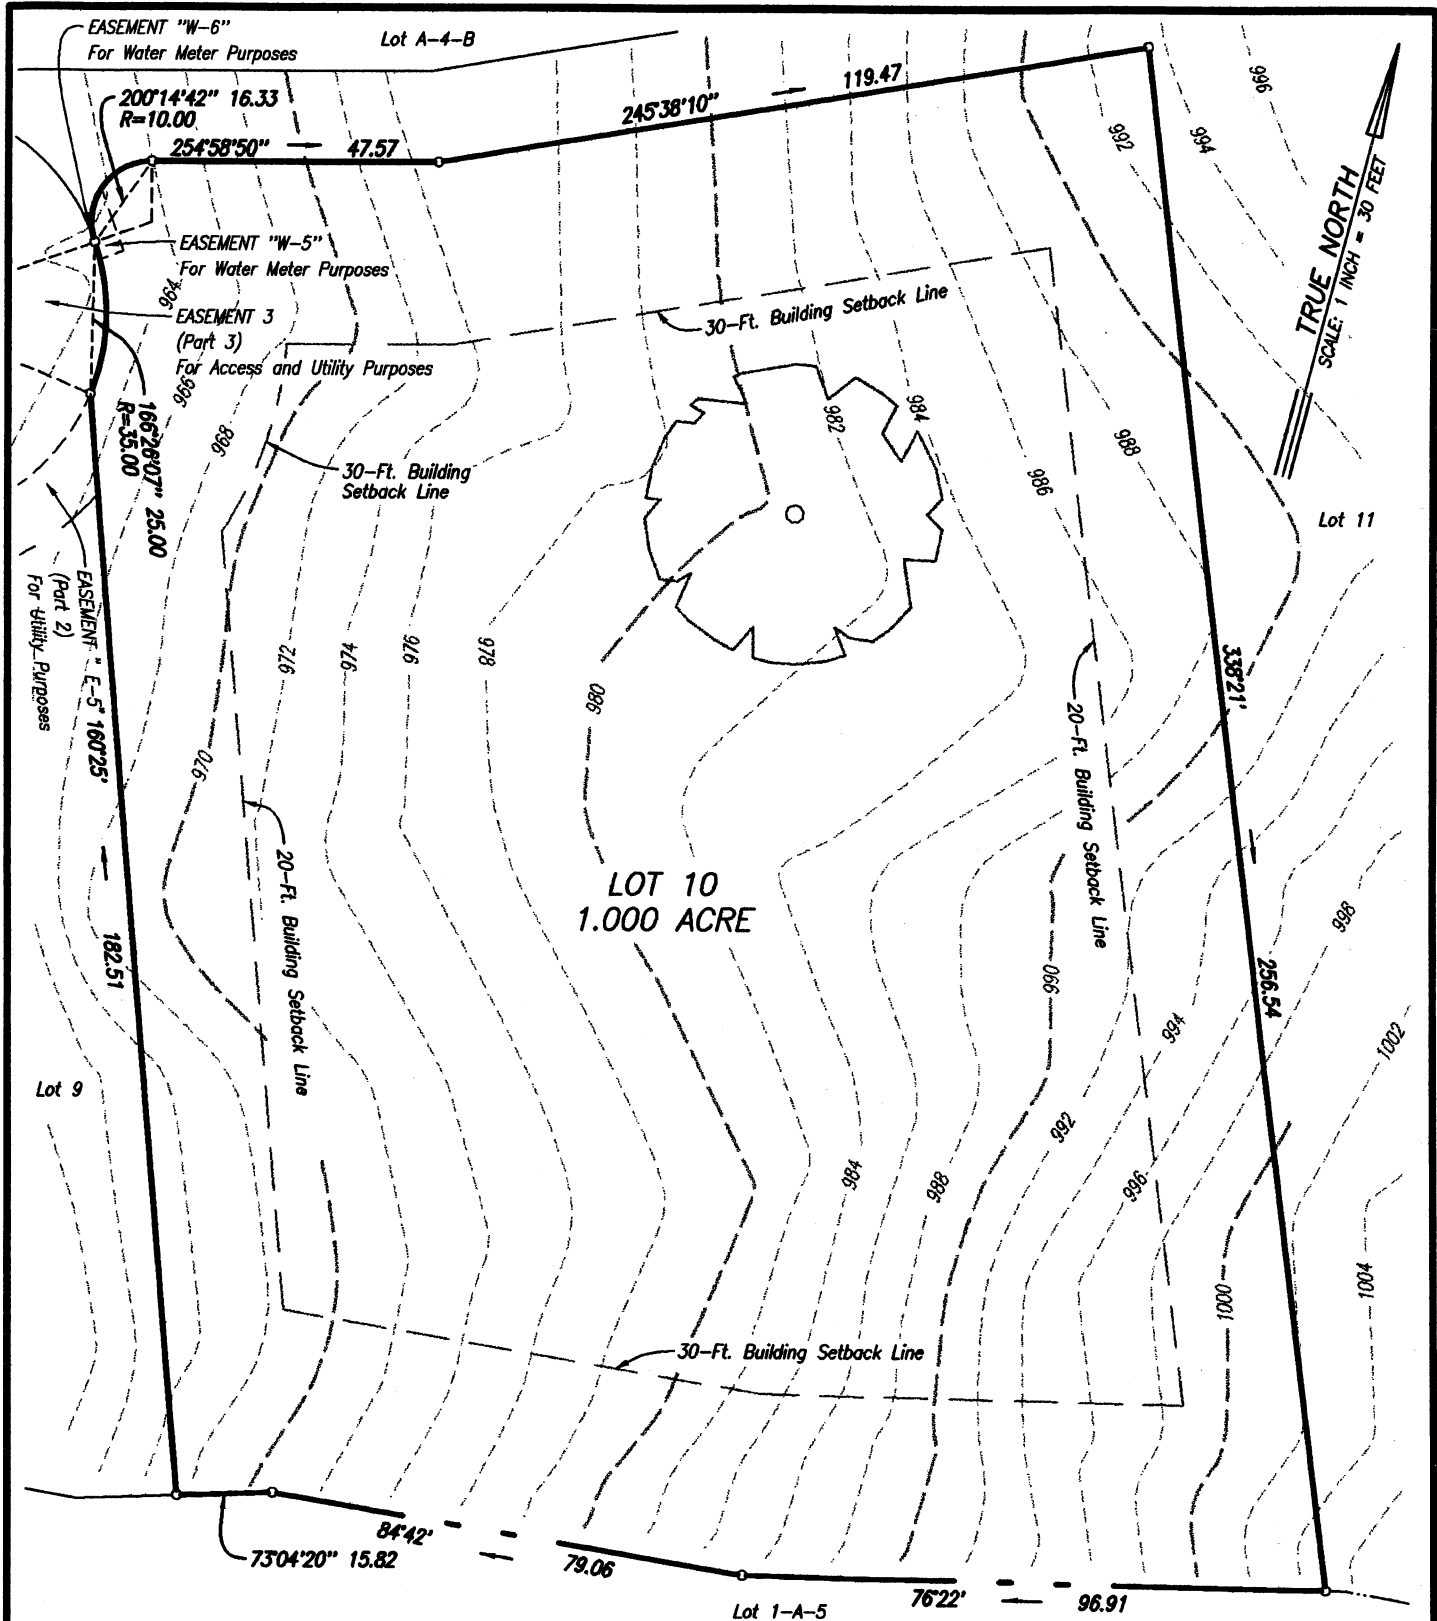 EASEMENT "W-6"
For Water Meter Purposes
Lot A-4-B
200°14'42" 16.33
R=10.00
254°58'50" 47.57
245°38'10" 119.47
996
992
994
TRUE NORTH
SCALE: 1 INCH = 30 FEET
EASEMENT "W-5"
For Water Meter Purposes
964
EASEMENT 3
(Part 3)
For Access and Utility Purposes
30-Ft. Building Setback Line
966
166°26'07" 25.00
R=35.00
968
982
984
988
986
30-Ft. Building
Setback Line
Lot 11
EASEMENT " E-5"
(Part 2)
For Utility Purposes
160°25'
182.51
972
974
976
978
980
970
338°21'
256.54
20-Ft. Building Setback Line
20-Ft. Building Setback Line
LOT 10
1.000 ACRE
990
998
994
1002
Lot 9
992
984
988
996
1000
1004
30-Ft. Building Setback Line
84°42'
79.06
73°04'20" 15.82
76°22'
96.91
Lot 1-A-5